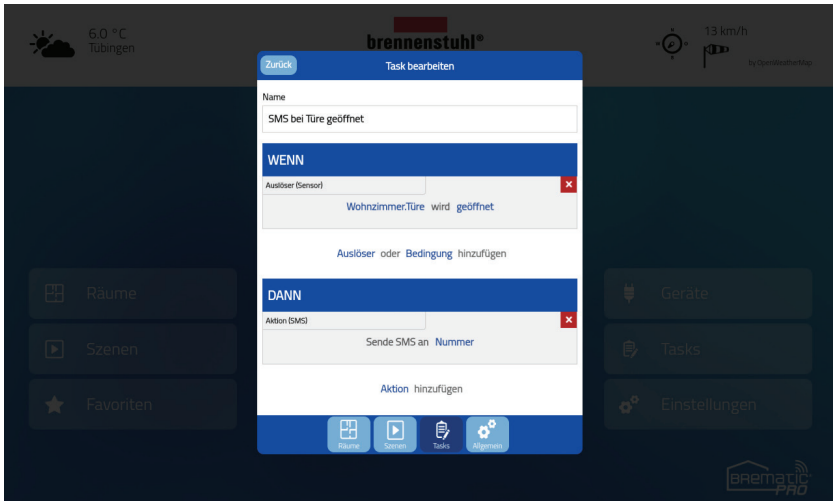 6.0 °C
Tübingen
brennenstuhl®
13 km/h
by OpenWeatherMap
Zurück
Task bearbeiten
Name
SMS bei Türe geöffnet
WENN
Auslöser (Sensor)
Wohnzimmer.Türe wird geöffnet
Auslöser oder Bedingung hinzufügen
DANN
Aktion (SMS)
Sende SMS an Nummer
Aktion hinzufügen
Räume
Szenen
Favoriten
Geräte
Tasks
Einstellungen
Räume
Szenen
Tasks
Allgemein
BREMatic
PRO